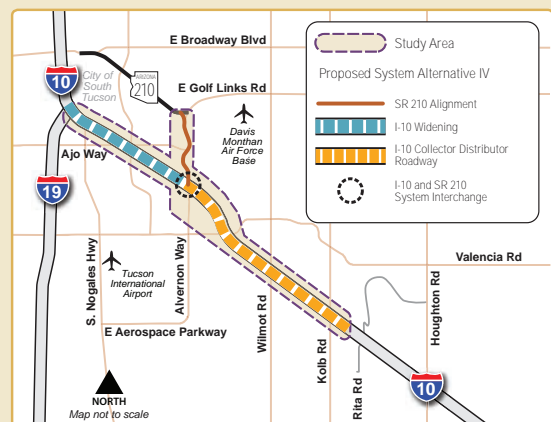 E Broadway Blvd
10
City of
South
Tucson
ARIZONA
210
E Golf Links Rd
Davis
Monthan
Air Force
Base
Ajo Way
19
S. Nogales Hwy
Tucson
International
Airport
Alvernon Way
E Aerospace Parkway
Wilmot Rd
Kolb Rd
Rita Rd
Houghton Rd
Valencia Rd
10
NORTH
Map not to scale
Study Area
Proposed System Alternative IV
SR 210 Alignment
I-10 Widening
I-10 Collector Distributor
Roadway
I-10 and SR 210
System Interchange